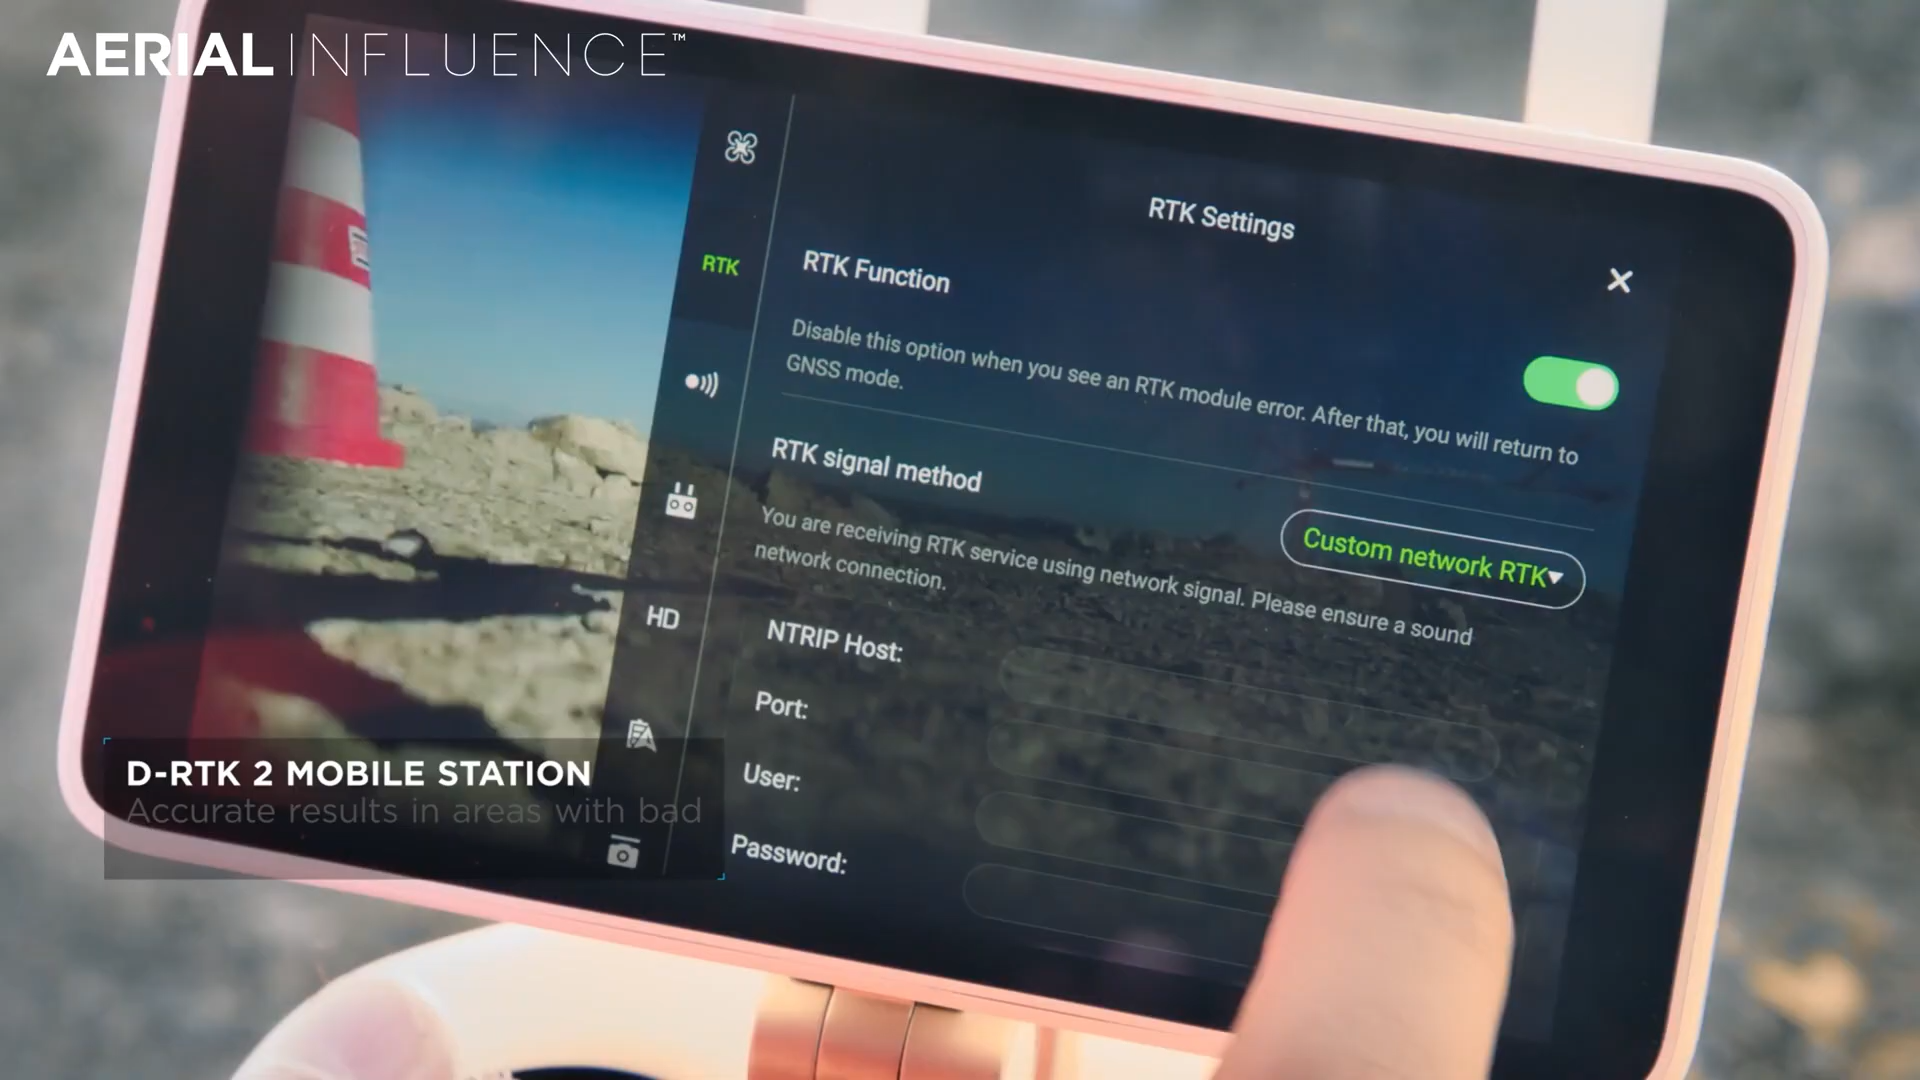 AERIAL INFLUENCE™
RTK Settings
RTK
RTK Function
Disable this option when you see an RTK module error. After that, you will return to
GNSS mode.
RTK signal method
Custom network RTK
You are receiving RTK service using network signal. Please ensure a sound
network connection.
HD
NTRIP Host:
Port:
User:
Password:
D-RTK 2 MOBILE STATION
Accurate results in areas with bad